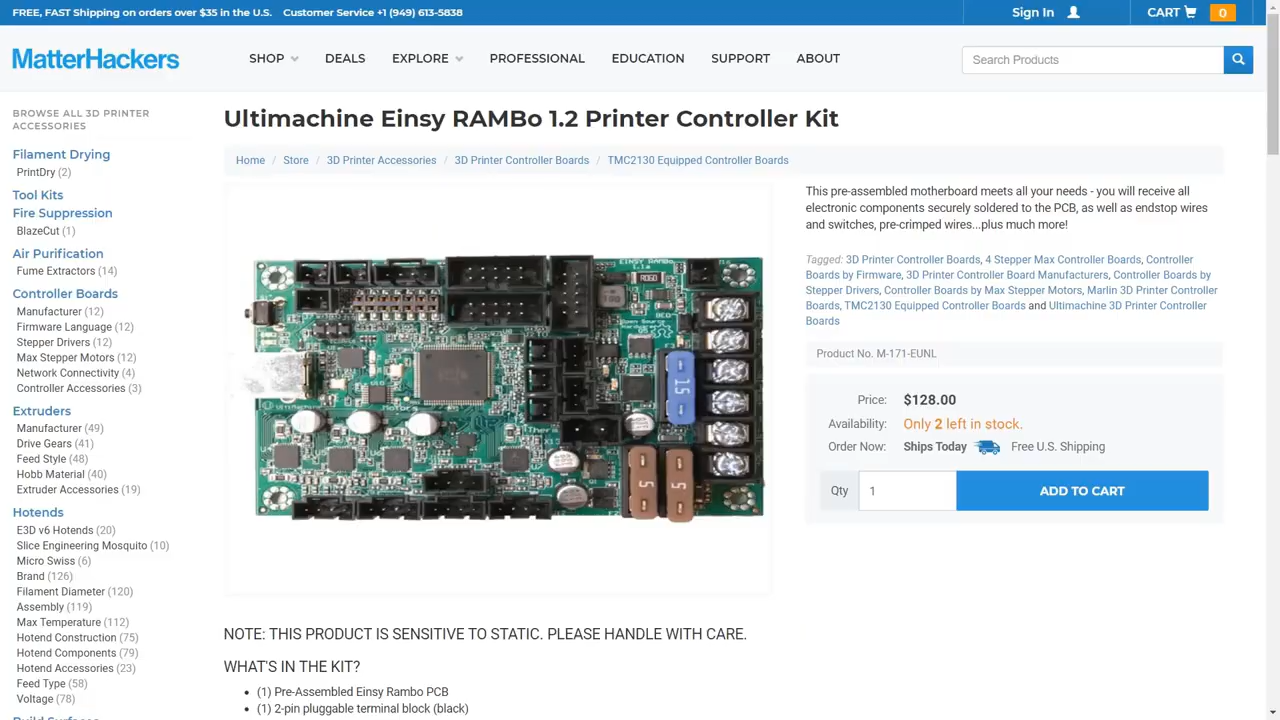 FREE, FAST Shipping on orders over $35 in the U.S. Customer Service +1 (949) 613-5838
Sign In
CART
0
MatterHackers
SHOP
DEALS
EXPLORE
PROFESSIONAL
EDUCATION
SUPPORT
ABOUT
Search Products
BROWSE ALL 3D PRINTER
ACCESSORIES
Filament Drying
PrintDry (2)
Tool Kits
Fire Suppression
BlazeCut (1)
Air Purification
Fume Extractors (14)
Controller Boards
Manufacturer (12)
Firmware Language (12)
Stepper Drivers (12)
Max Stepper Motors (12)
Network Connectivity (4)
Controller Accessories (3)
Extruders
Manufacturer (49)
Drive Gears (41)
Feed Style (48)
Hobb Material (40)
Extruder Accessories (19)
Hotends
E3D v6 Hotends (20)
Slice Engineering Mosquito (10)
Micro Swiss (6)
Brand (126)
Filament Diameter (120)
Assembly (119)
Max Temperature (112)
Hotend Construction (75)
Hotend Components (79)
Hotend Accessories (23)
Feed Type (58)
Voltage (78)
Ultimachine Einsy RAMBo 1.2 Printer Controller Kit
Home / Store / 3D Printer Accessories / 3D Printer Controller Boards / TMC2130 Equipped Controller Boards
EINSY RAMBo
1.1a
R060
BED
Open Source
Motors
15
5
5
This pre-assembled motherboard meets all your needs - you will receive all
electronic components securely soldered to the PCB, as well as endstop wires
and switches, pre-crimped wires...plus much more!
Tagged: 3D Printer Controller Boards, 4 Stepper Max Controller Boards, Controller
Boards by Firmware, 3D Printer Controller Board Manufacturers, Controller Boards by
Stepper Drivers, Controller Boards by Max Stepper Motors, Marlin 3D Printer Controller
Boards, TMC2130 Equipped Controller Boards and Ultimachine 3D Printer Controller
Boards
Product No. M-171-EUNL
Price: $128.00
Availability: Only 2 left in stock.
Order Now: Ships Today Free U.S. Shipping
Qty 1 ADD TO CART
NOTE: THIS PRODUCT IS SENSITIVE TO STATIC. PLEASE HANDLE WITH CARE.
WHAT'S IN THE KIT?
• (1) Pre-Assembled Einsy Rambo PCB
• (1) 2-pin pluggable terminal block (black)